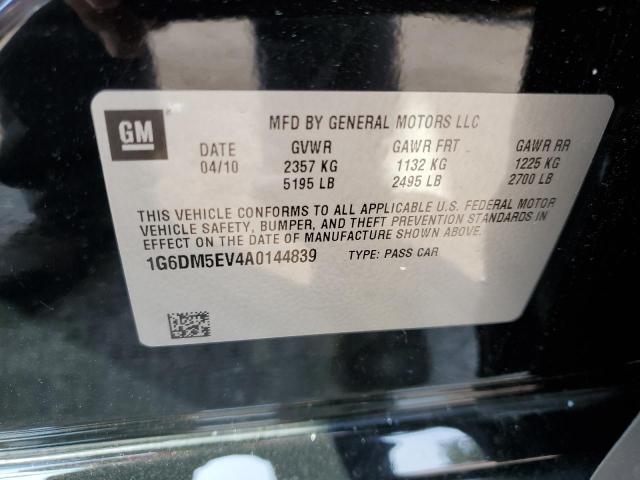 GM
MFD BY GENERAL MOTORS LLC
DATE GVWR GAWR FRT GAWR RR
04/10 2357 KG 1132 KG 1225 KG
5195 LB 2495 LB 2700 LB
THIS VEHICLE CONFORMS TO ALL APPLICABLE U.S. FEDERAL MOTOR
VEHICLE SAFETY, BUMPER, AND THEFT PREVENTION STANDARDS IN
EFFECT ON THE DATE OF MANUFACTURE SHOWN ABOVE.
1G6DM5EV4A0144839 TYPE: PASS CAR